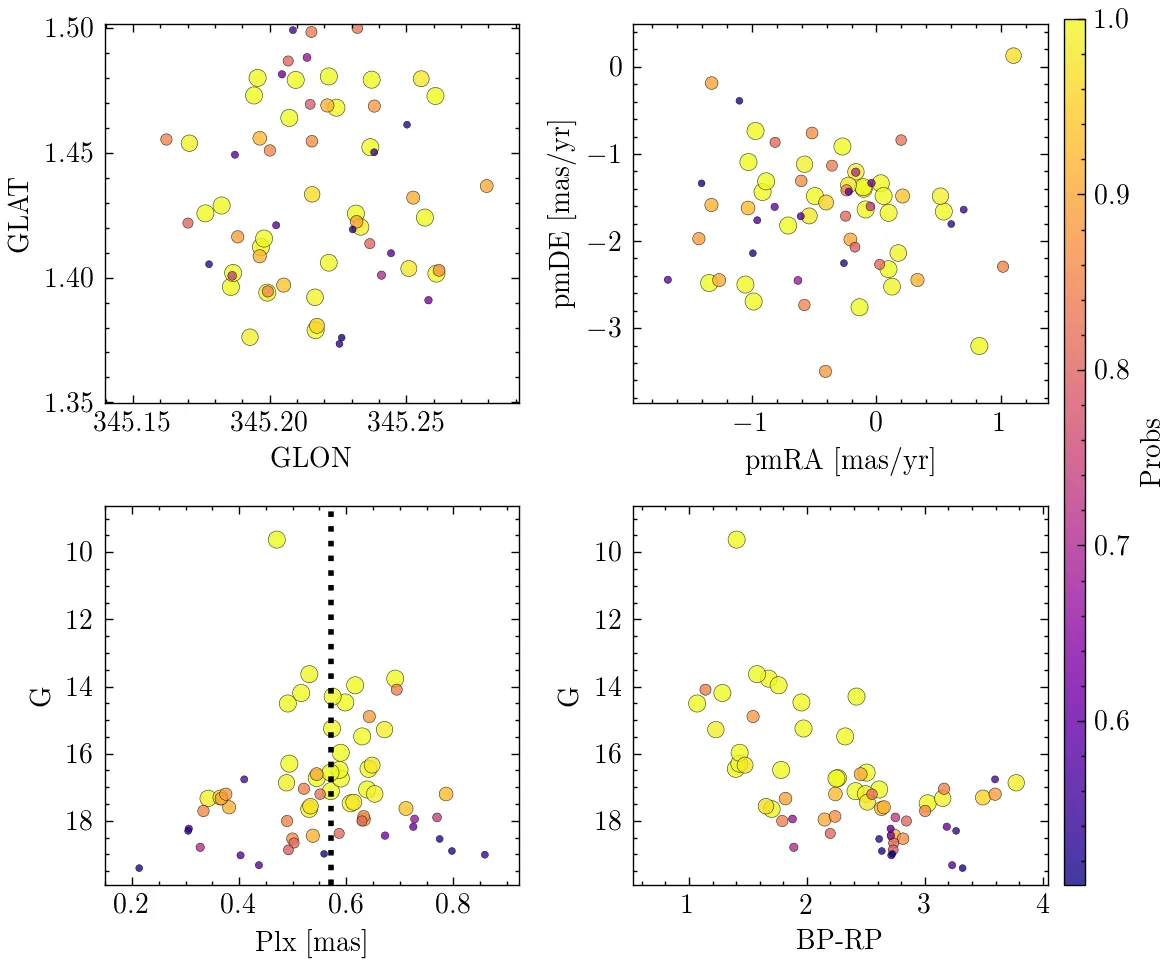 1.50
1.45
1.40
1.35
GLAT
345.15 345.20 345.25
GLON
0
−1
−2
−3
pmDE [mas/yr]
−1 0 1
pmRA [mas/yr]
10
12
14
16
18
G
0.2 0.4 0.6 0.8
Plx [mas]
10
12
14
16
18
G
1 2 3 4
BP-RP
1.0
0.9
0.8
0.7
0.6
Probs